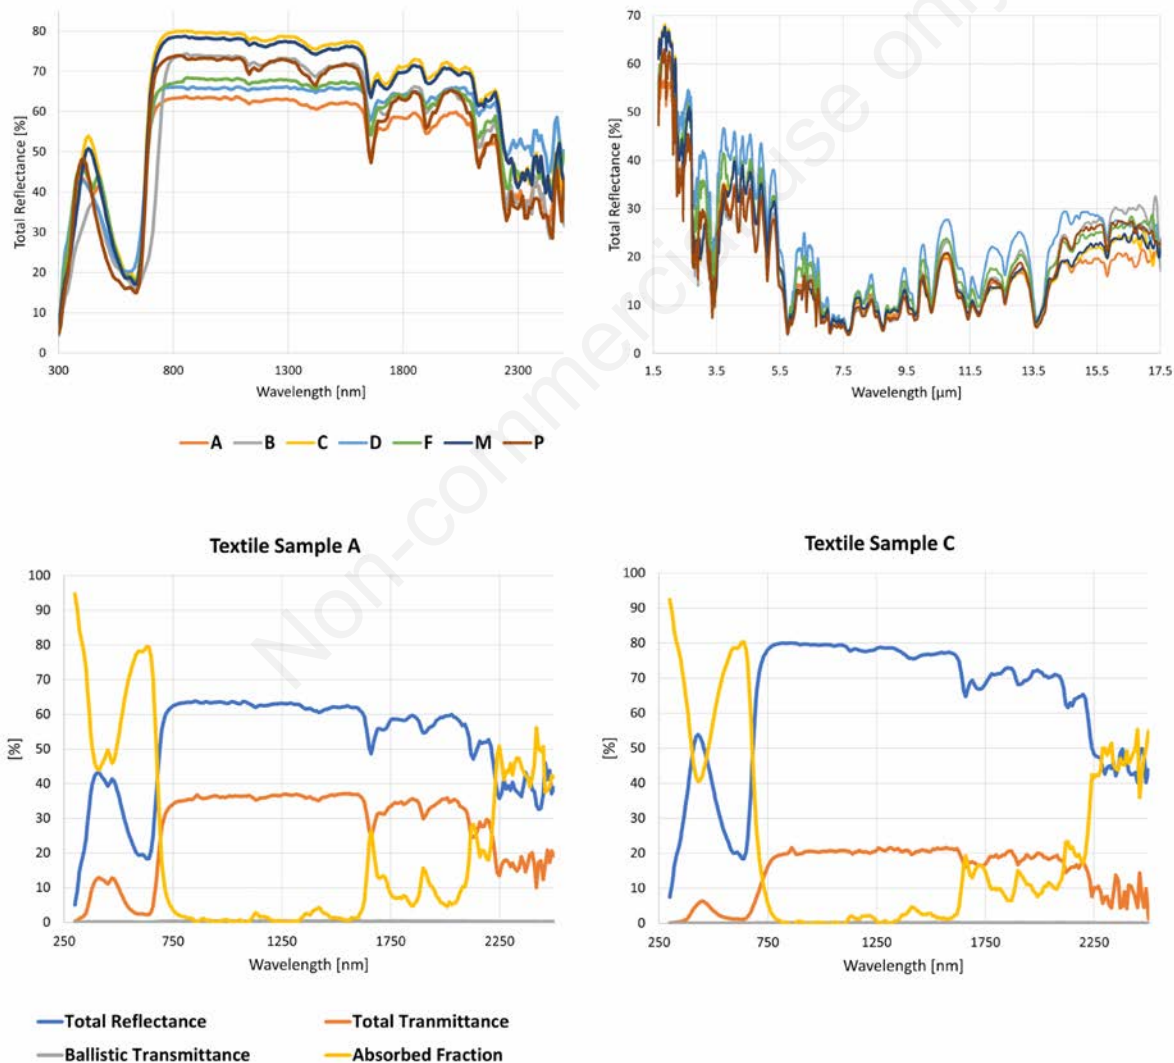 80
70
60
50
40
30
20
10
0
Total Reflectance [%]
300 800 1300 1800 2300
Wavelength [nm]
70
60
50
40
30
20
10
0
Total Reflectance [%]
1.5 3.5 5.5 7.5 9.5 11.5 13.5 15.5 17.5
Wavelength [µm]
A B C D F M P
Non-commercial use only
Textile Sample A
100
90
80
70
60
50
40
30
20
10
0
[%]
250 750 1250 1750 2250
Wavelength [nm]
Textile Sample C
100
90
80
70
60
50
40
30
20
10
0
[%]
250 750 1250 1750 2250
Wavelength [nm]
Total Reflectance Total Tranmittance
Ballistic Transmittance Absorbed Fraction